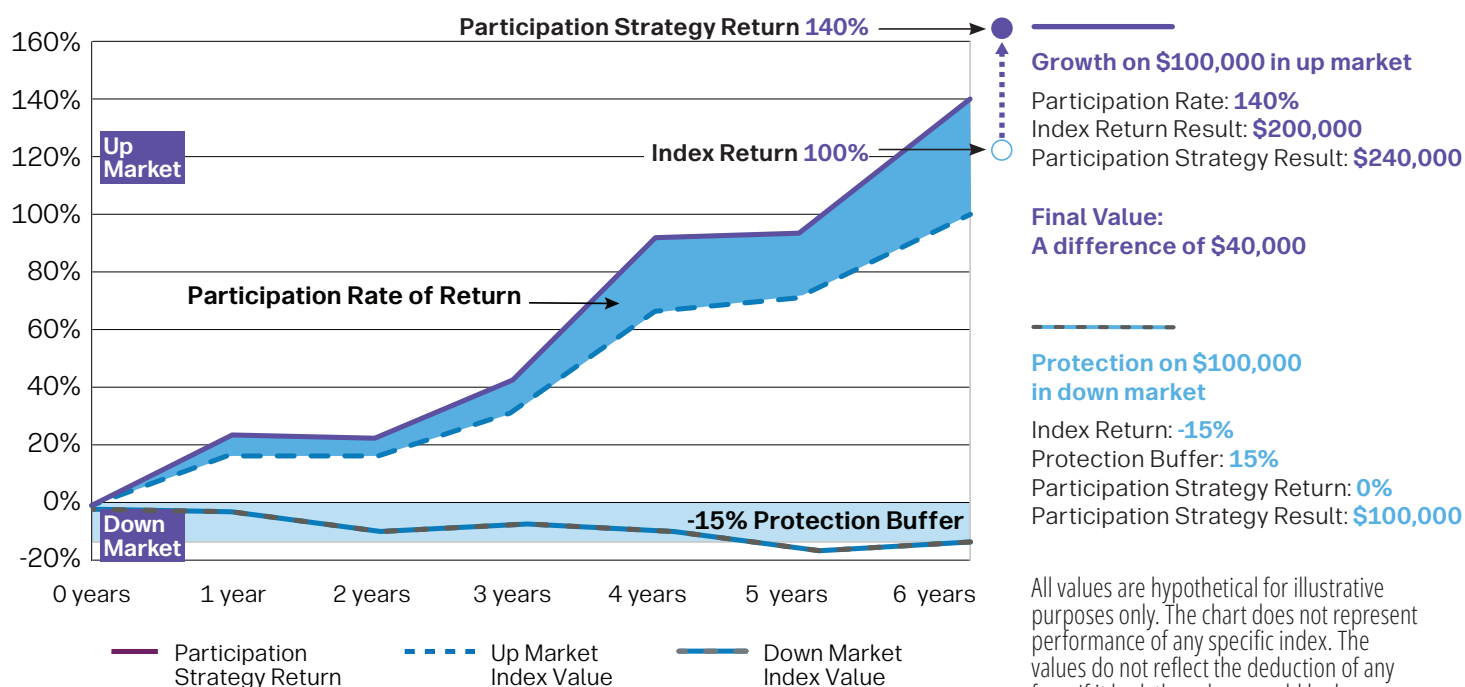 Participation Strategy Return 140%
160%
140%
120%
100%
80%
60%
40%
20%
0%
-20%
Up
Market
Index Return 100%
Participation Rate of Return
Down
Market
-15% Protection Buffer
0 years
1 year
2 years
3 years
4 years
5 years
6 years
Participation
Strategy Return
Up Market
Index Value
Down Market
Index Value
Growth on $100,000 in up market
Participation Rate: 140%
Index Return Result: $200,000
Participation Strategy Result: $240,000
Final Value:
A difference of $40,000
Protection on $100,000
in down market
Index Return: -15%
Protection Buffer: 15%
Participation Strategy Return: 0%
Participation Strategy Result: $100,000
All values are hypothetical for illustrative
purposes only. The chart does not represent
performance of any specific index. The
values do not reflect the deduction of any